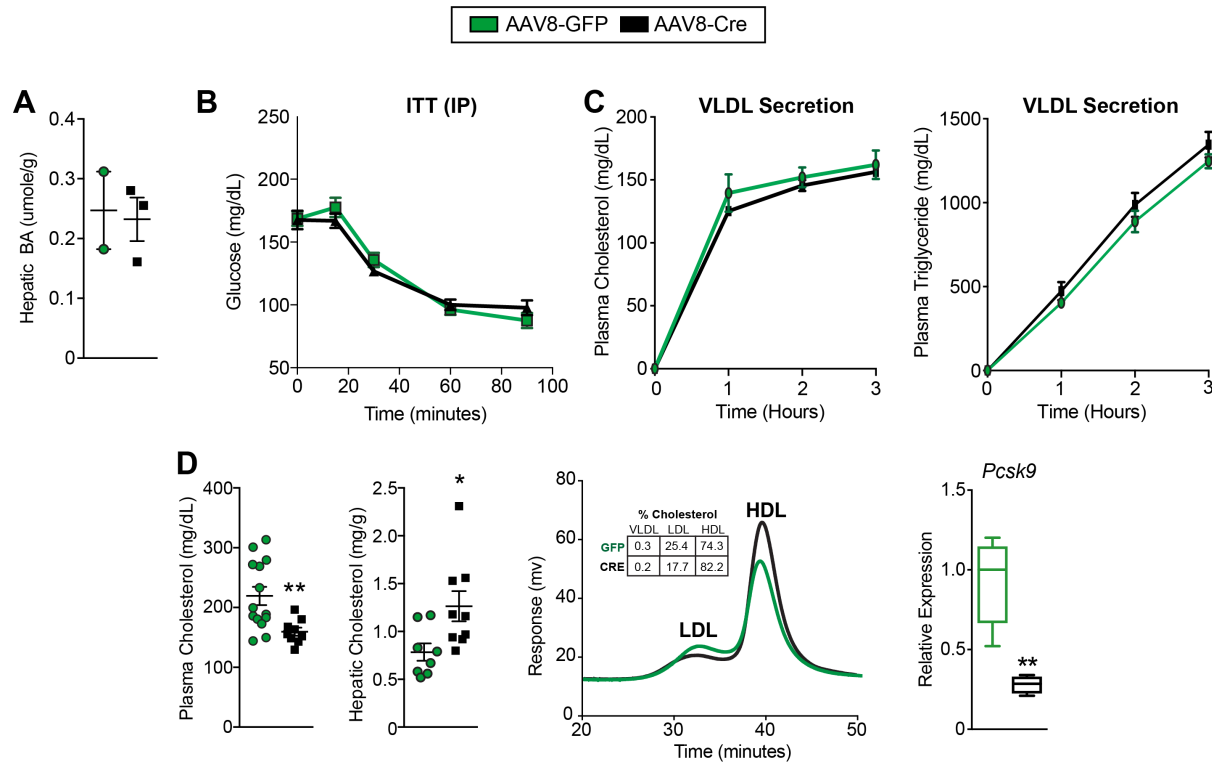 AAV8-GFP AAV8-Cre
A
Hepatic BA (umole/g)
0.4
0.3
0.2
0.1
0
B
ITT (IP)
Glucose (mg/dL)
250
200
150
100
50
0 20 40 60 80 100
Time (minutes)
C
VLDL Secretion
Plasma Cholesterol (mg/dL)
200
150
100
50
0
0 1 2 3
Time (Hours)
VLDL Secretion
Plasma Triglyceride (mg/dL)
1500
1000
500
0
0 1 2 3
Time (Hours)
D
Plasma Cholesterol (mg/dL)
400
300
200
100
0
**
Hepatic Cholesterol (mg/g)
2.5
2.0
1.5
1.0
0.5
0
*
Response (mv)
80
60
40
20
0
20 30 40 50
Time (minutes)
% Cholesterol
VLDL LDL HDL
GFP 0.3 25.4 74.3
CRE 0.2 17.7 82.2
LDL
HDL
Pcsk9
Relative Expression
1.5
1.0
0.5
0
**